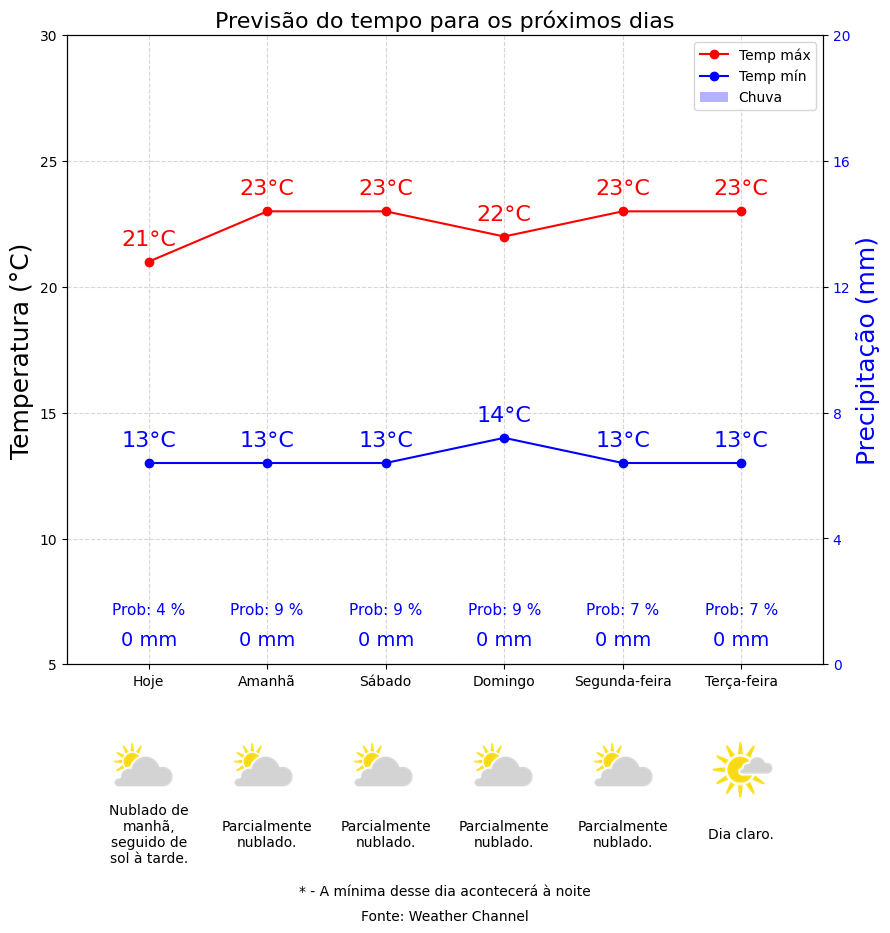 Previsão do tempo para os próximos dias
Temperatura (°C)
Precipitação (mm)
30
25
20
15
10
5
20
16
12
8
4
0
Temp máx
Temp mín
Chuva
21°C
23°C
23°C
22°C
23°C
23°C
13°C
13°C
13°C
14°C
13°C
13°C
Prob: 4 %
Prob: 9 %
Prob: 9 %
Prob: 9 %
Prob: 7 %
Prob: 7 %
0 mm
0 mm
0 mm
0 mm
0 mm
0 mm
Hoje
Amanhã
Sábado
Domingo
Segunda-feira
Terça-feira
Nublado de
manhã,
seguido de
sol à tarde.
Parcialmente
nublado.
Parcialmente
nublado.
Parcialmente
nublado.
Parcialmente
nublado.
Dia claro.
* - A mínima desse dia acontecerá à noite
Fonte: Weather Channel